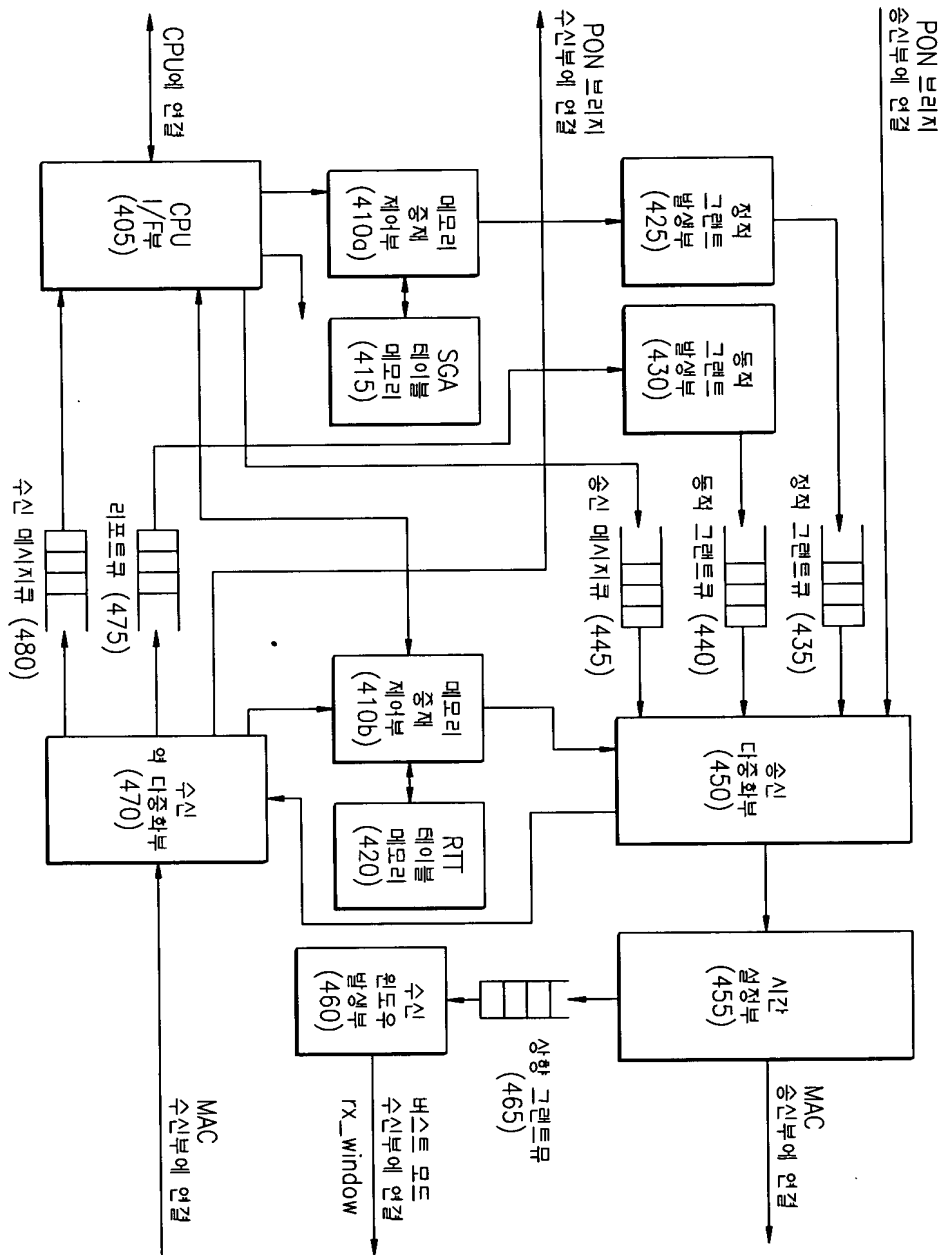 PON 브리지
송신부에 연결
정적
그랜트
발생부
(425)
정적 그랜트큐 (435)
송신
다중화부
(450)
시간
설정부
(455)
MAC
송신부에 연결
동적
그랜트
발생부
(430)
동적 그랜트큐 (440)
송신 메시지큐 (445)
상향 그랜트큐
(465)
PON 브리지
수신부에 연결
메모리
중재
제어부
(410a)
SGA
테이블
메모리
(415)
메모리
중재
제어부
(410b)
RTT
테이블
메모리
(420)
수신
윈도우
발생부
(460)
버스트 모드
수신부에 연결
rx_window
CPU에 연결
CPU
I/F부
(405)
리포트큐 (475)
수신 메시지큐 (480)
수신
역 다중화부
(470)
MAC
수신부에 연결